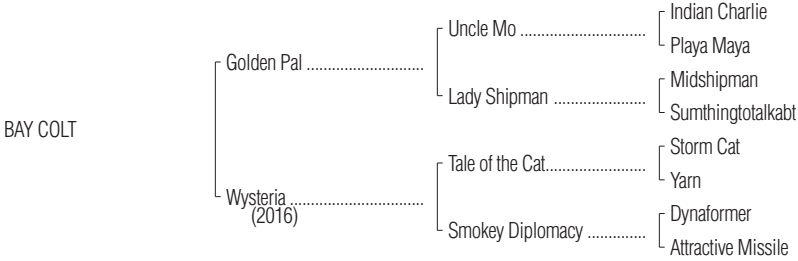 Indian Charlie
Uncle Mo ..............................
Playa Maya
Golden Pal ............................
Midshipman
Lady Shipman ......................
Sumthingtotalkabt
BAY COLT
Storm Cat
Tale of the Cat........................
Yarn
Wysteria ................................
(2016)
Dynaformer
Smokey Diplomacy ..............
Attractive Missile